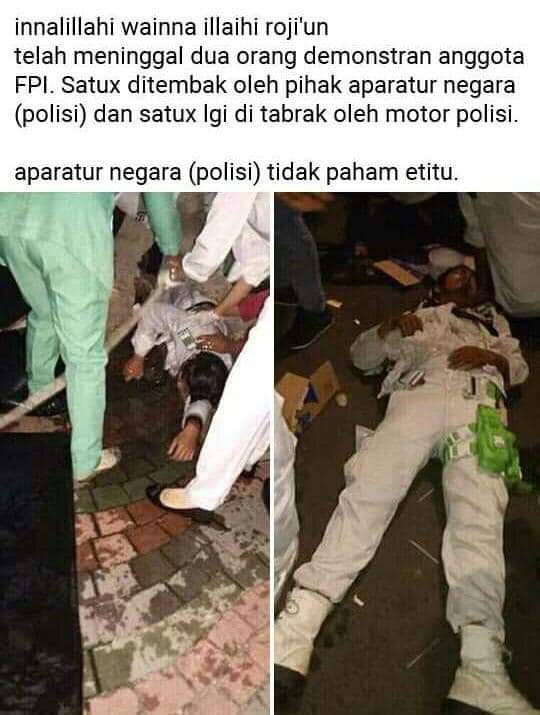 innalillahi wainna illaihi roji'un
telah meninggal dua orang demonstran anggota
FPI. Satux ditembak oleh pihak aparatur negara
(polisi) dan satux lgi di tabrak oleh motor polisi.
aparatur negara (polisi) tidak paham etitu.